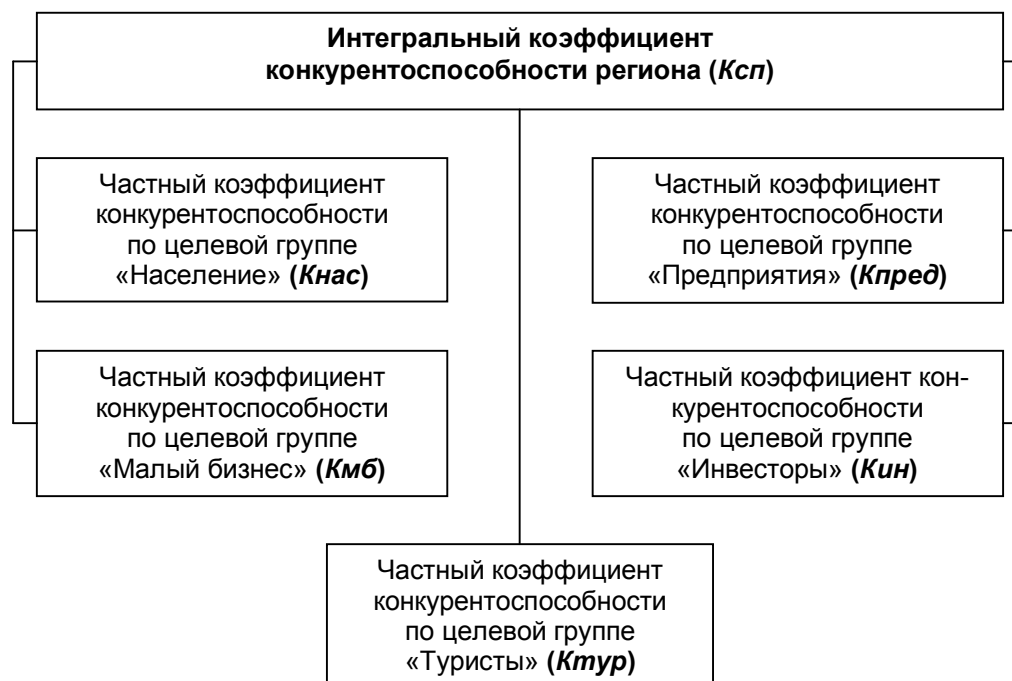 Интегральный коэффициент
конкурентоспособности региона (Ксп)
Частный коэффициент
конкурентоспособности
по целевой группе
«Население» (Кнас)
Частный коэффициент
конкурентоспособности
по целевой группе
«Предприятия» (Кпред)
Частный коэффициент
конкурентоспособности
по целевой группе
«Малый бизнес» (Кмб)
Частный коэффициент кон-
курентоспособности
по целевой группе
«Инвесторы» (Кин)
Частный коэффициент
конкурентоспособности
по целевой группе
«Туристы» (Ктур)